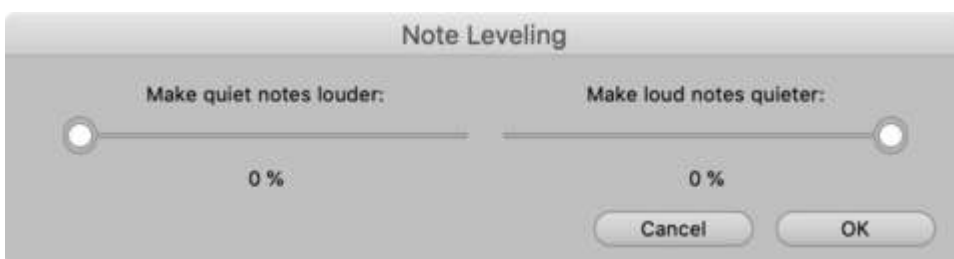 Note Leveling
Make quiet notes louder:
Make loud notes quieter:
0 %
0 %
Cancel
OK